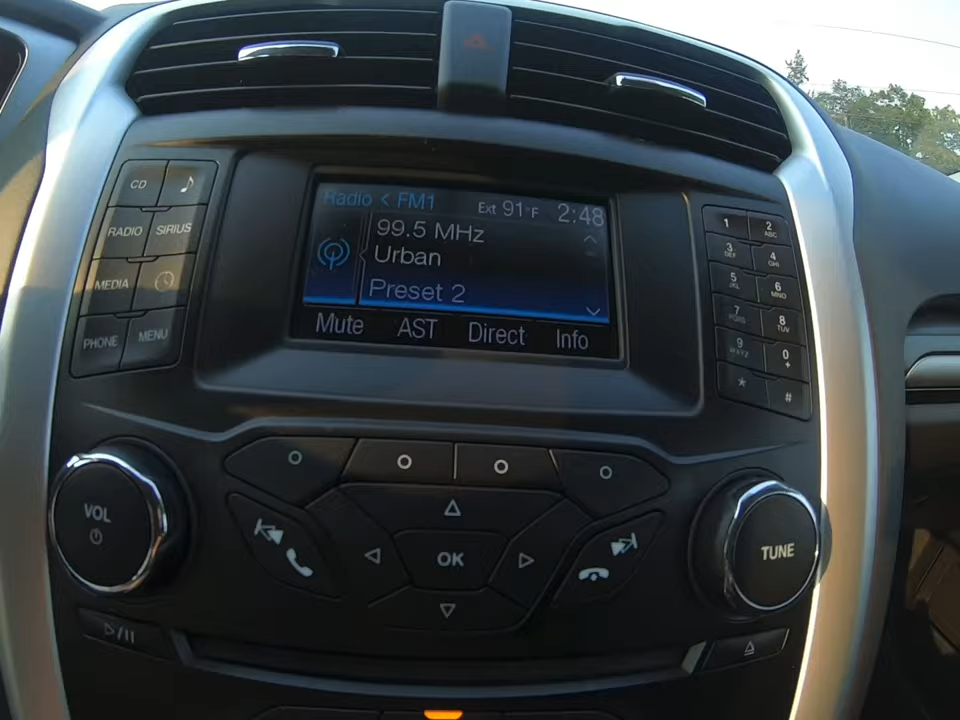 CD
RADIO SIRIUS
MEDIA
PHONE MENU
Radio < FM1 Ext 91°F 2:48
99.5 MHz
Urban
Preset 2
Mute AST Direct Info
1 2 ABC
3 DEF 4 GHI
5 JKL 6 MNO
7 PQRS 8 TUV
9 WXYZ 0 +
* #
VOL
OK
TUNE